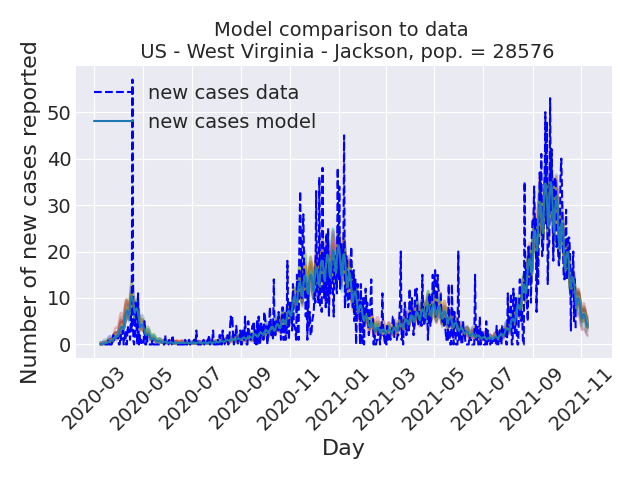 Model comparison to data
US - West Virginia - Jackson, pop. = 28576
Number of new cases reported
50
40
30
20
10
0
new cases data
new cases model
2020-03
2020-05
2020-07
2020-09
2020-11
2021-01
2021-03
2021-05
2021-07
2021-09
2021-11
Day